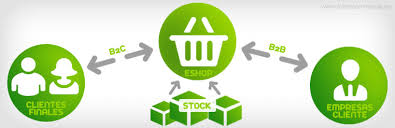 B2C
ESHOP
B2B
CLIENTES
FINALES
STOCK
EMPRESAS
CLIENTE